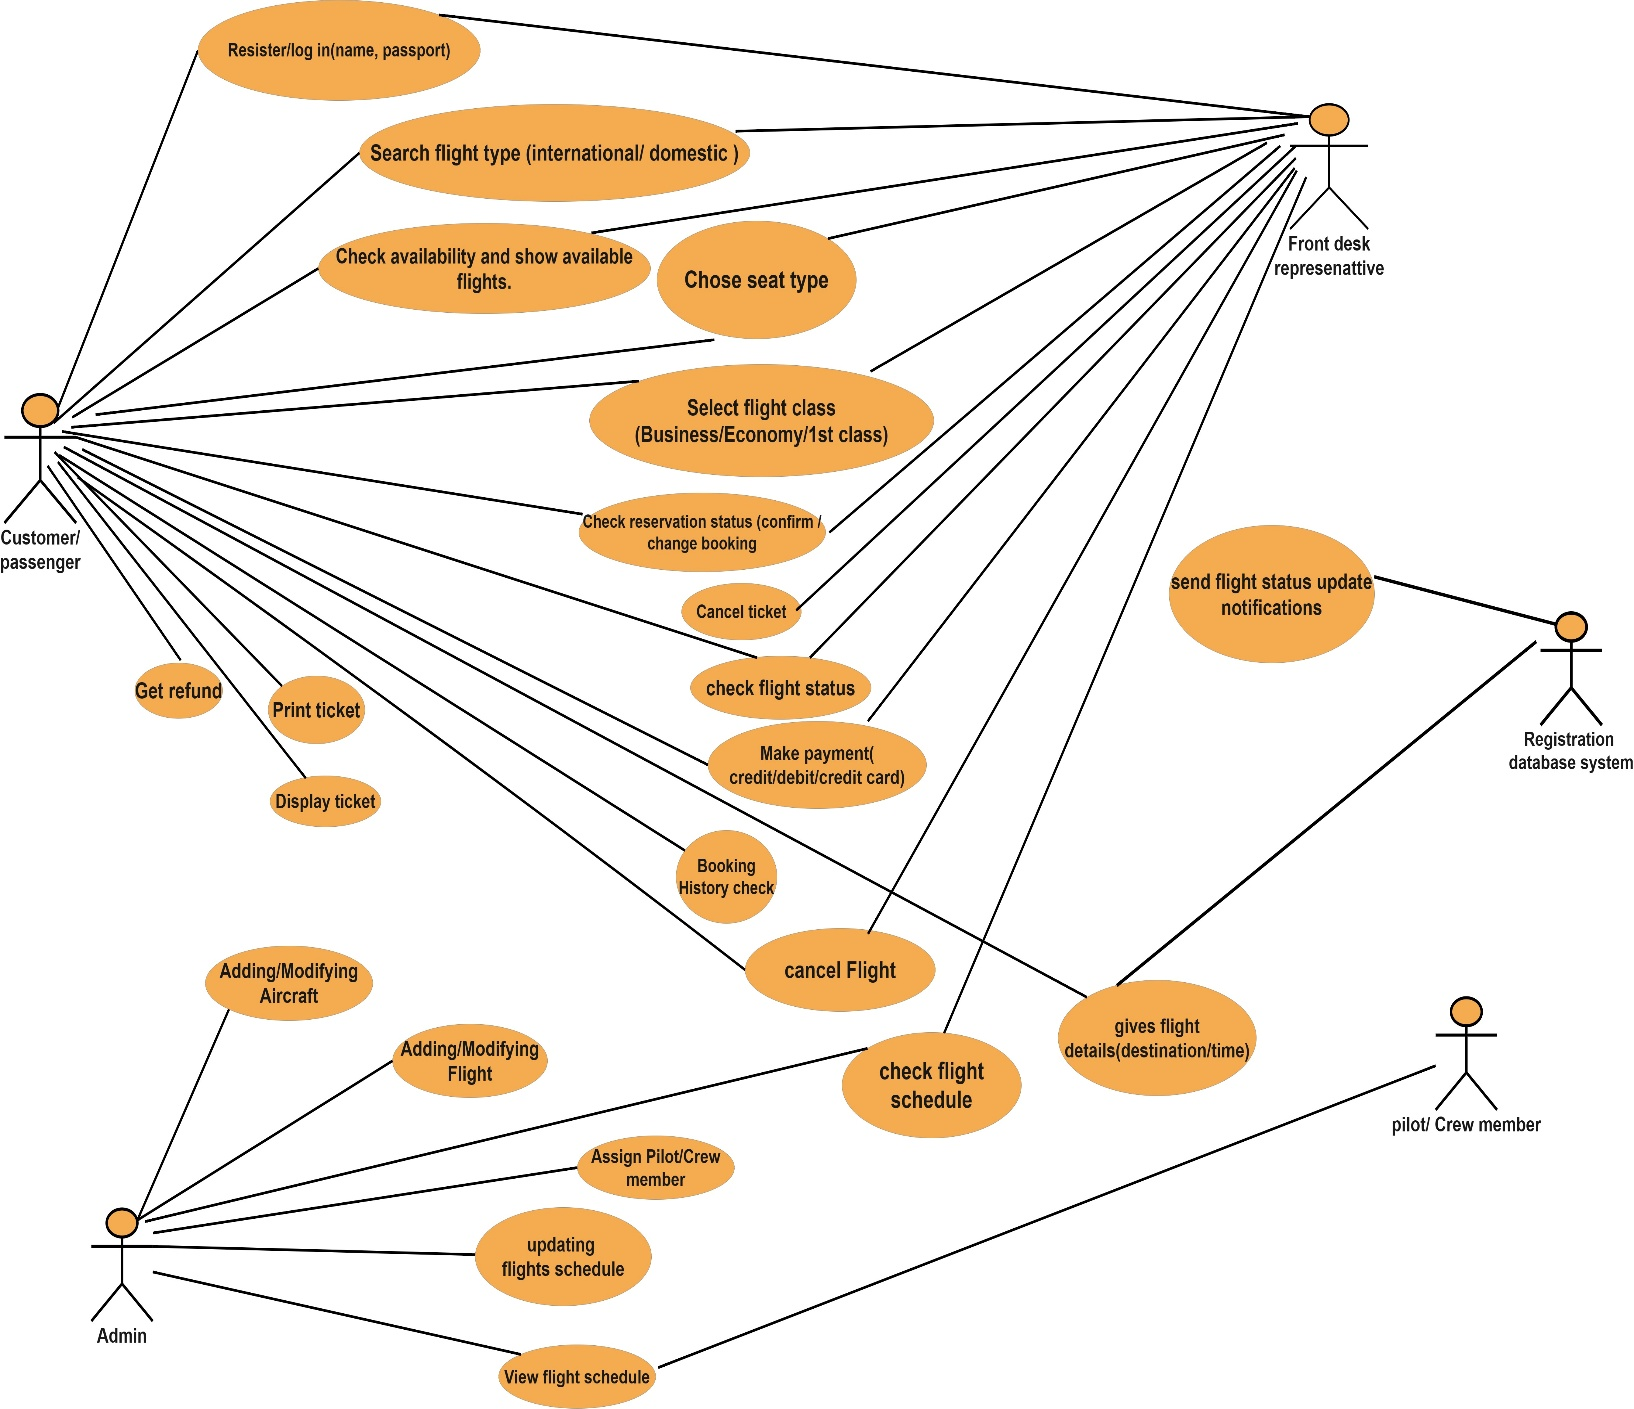 Resister/log in(name, passport)
Search flight type (international/ domestic )
Check availability and show available
flights.
Chose seat type
Front desk
represenattive
Select flight class
(Business/Economy/1st class)
Check reservation status (confirm /
change booking
Customer/
passenger
Cancel ticket
send flight status update
notifications
check flight status
Get refund
Print ticket
Registration
database system
Make payment(
credit/debit/credit card)
Display ticket
Booking
History check
cancel Flight
Adding/Modifying
Aircraft
gives flight
details(destination/time)
Adding/Modifying
Flight
check flight
schedule
pilot/ Crew member
Assign Pilot/Crew
member
updating
flights schedule
Admin
View flight schedule